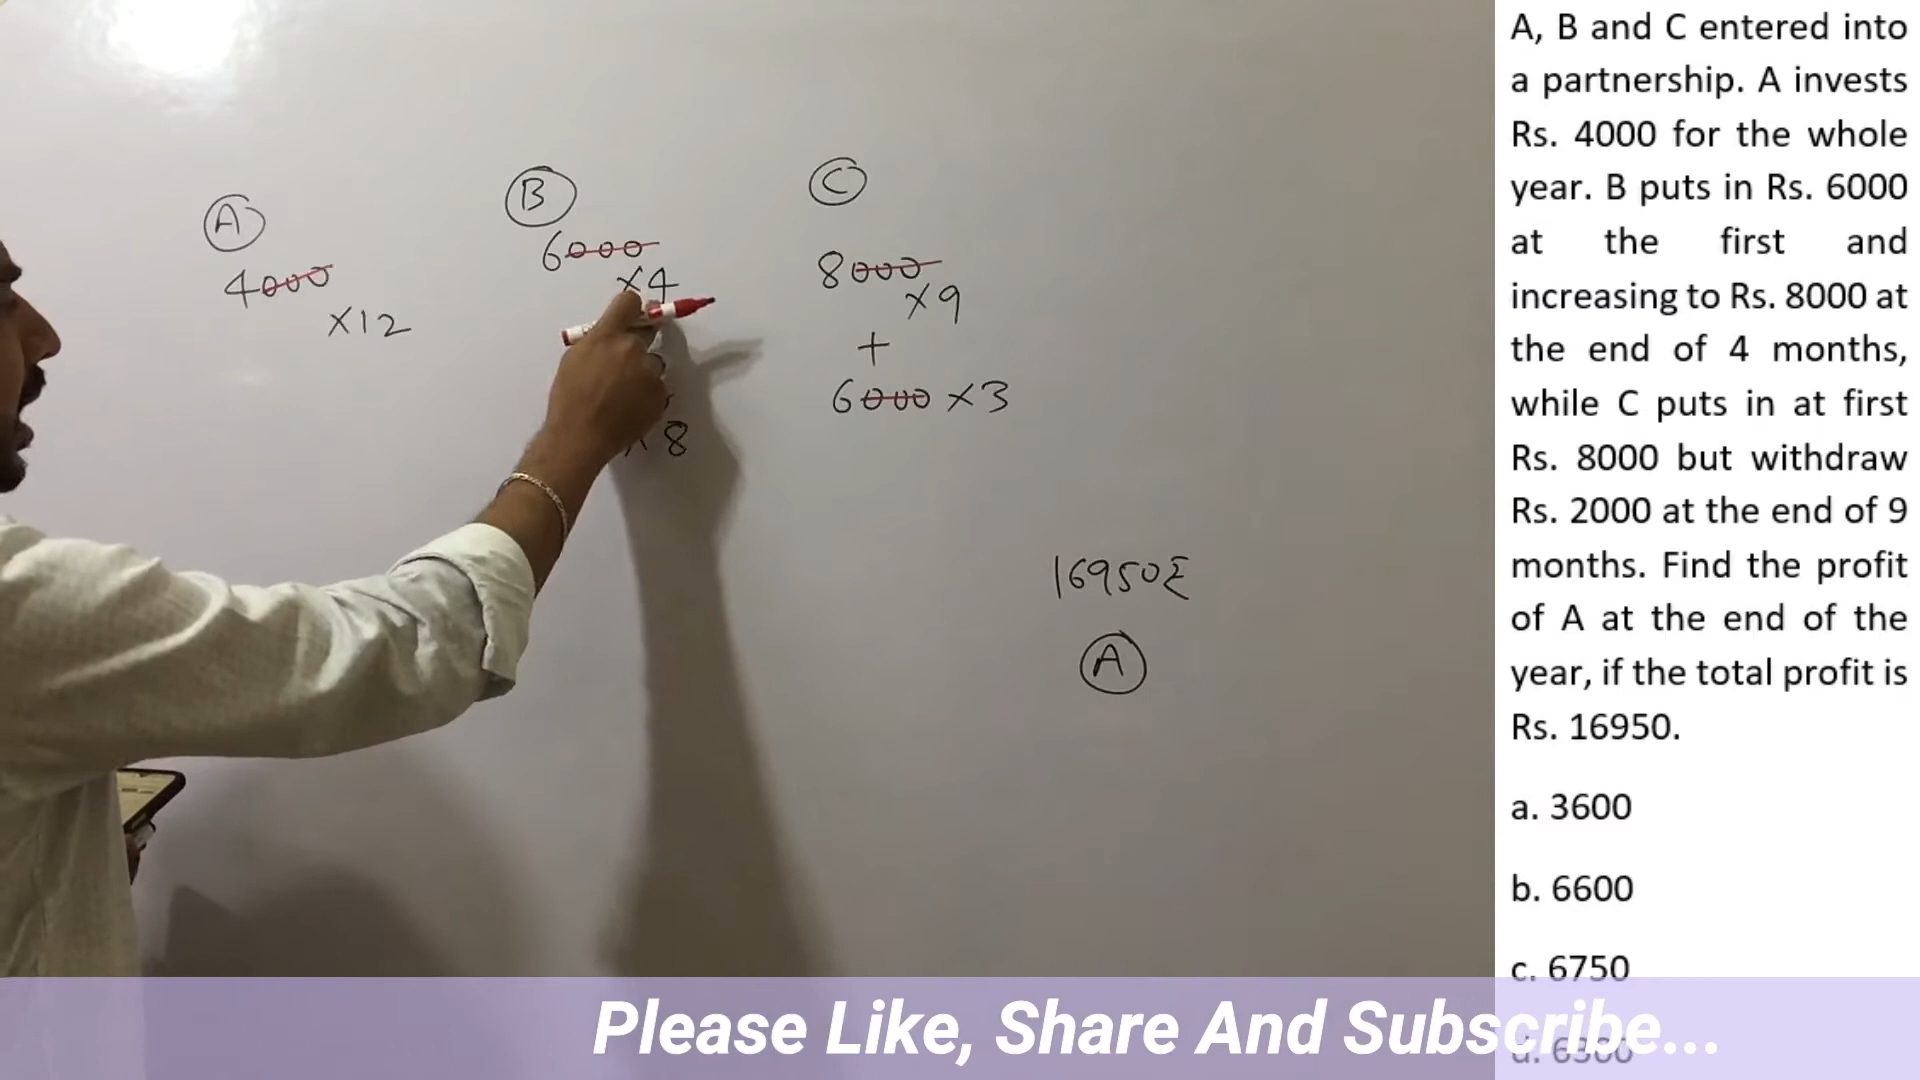 A
4000
×12
B
6000
×4
× 8
C
8000
×9
+
6000 × 3
16950₹
A
A, B and C entered into
a partnership. A invests
Rs. 4000 for the whole
year. B puts in Rs. 6000
at the first and
increasing to Rs. 8000 at
the end of 4 months,
while C puts in at first
Rs. 8000 but withdraw
Rs. 2000 at the end of 9
months. Find the profit
of A at the end of the
year, if the total profit is
Rs. 16950.
a. 3600
b. 6600
c. 6750
d. 6300
Please Like, Share And Subscribe...